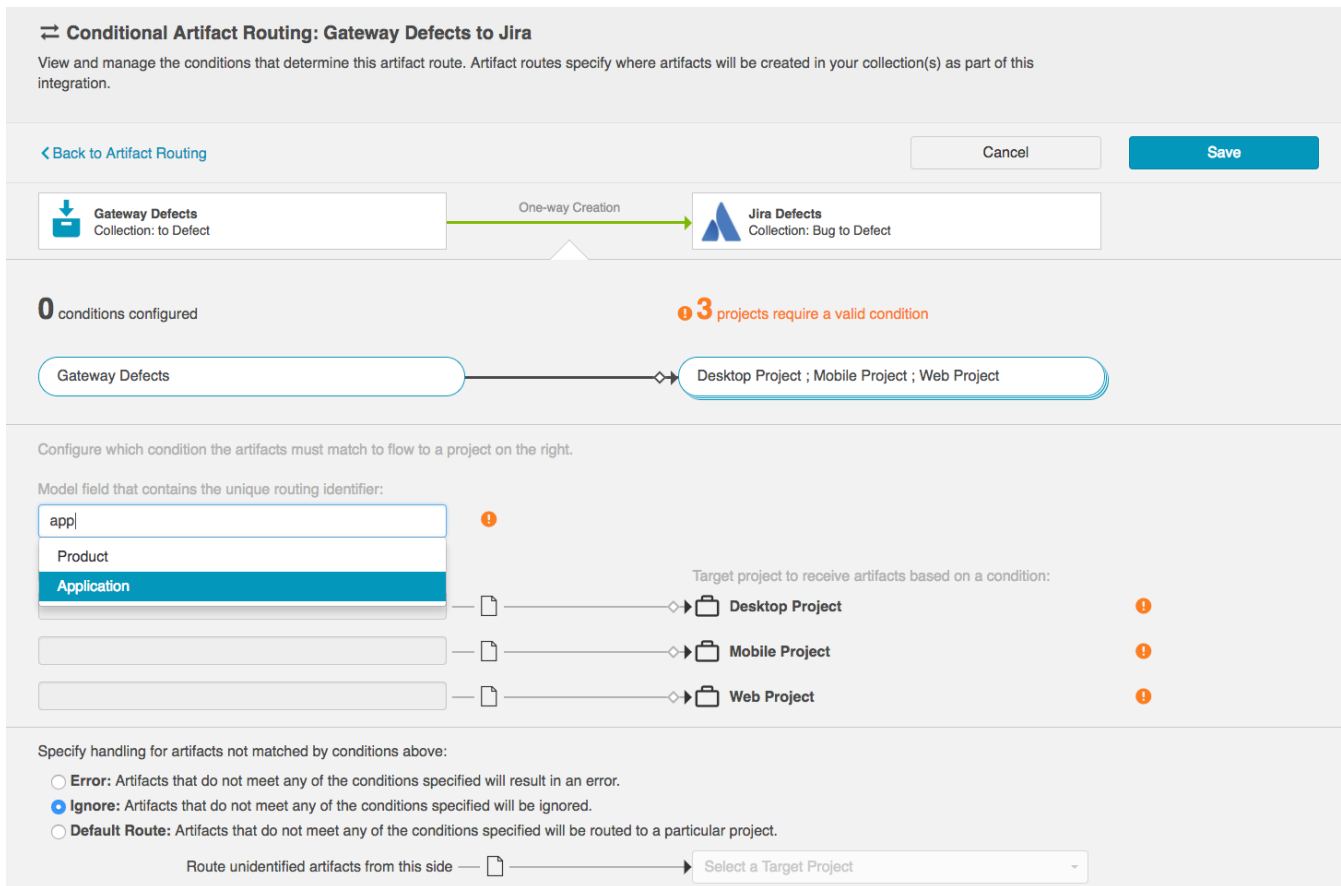 Conditional Artifact Routing: Gateway Defects to Jira
View and manage the conditions that determine this artifact route. Artifact routes specify where artifacts will be created in your collection(s) as part of this
integration.
Back to Artifact Routing
Cancel
Save
Gateway Defects
Collection: to Defect
One-way Creation
Jira Defects
Collection: Bug to Defect
0 conditions configured
3 projects require a valid condition
Gateway Defects
Desktop Project ; Mobile Project ; Web Project
Configure which condition the artifacts must match to flow to a project on the right.
Model field that contains the unique routing identifier:
app
Product
Application
Target project to receive artifacts based on a condition:
Desktop Project
Mobile Project
Web Project
Specify handling for artifacts not matched by conditions above:
Error: Artifacts that do not meet any of the conditions specified will result in an error.
Ignore: Artifacts that do not meet any of the conditions specified will be ignored.
Default Route: Artifacts that do not meet any of the conditions specified will be routed to a particular project.
Route unidentified artifacts from this side
Select a Target Project